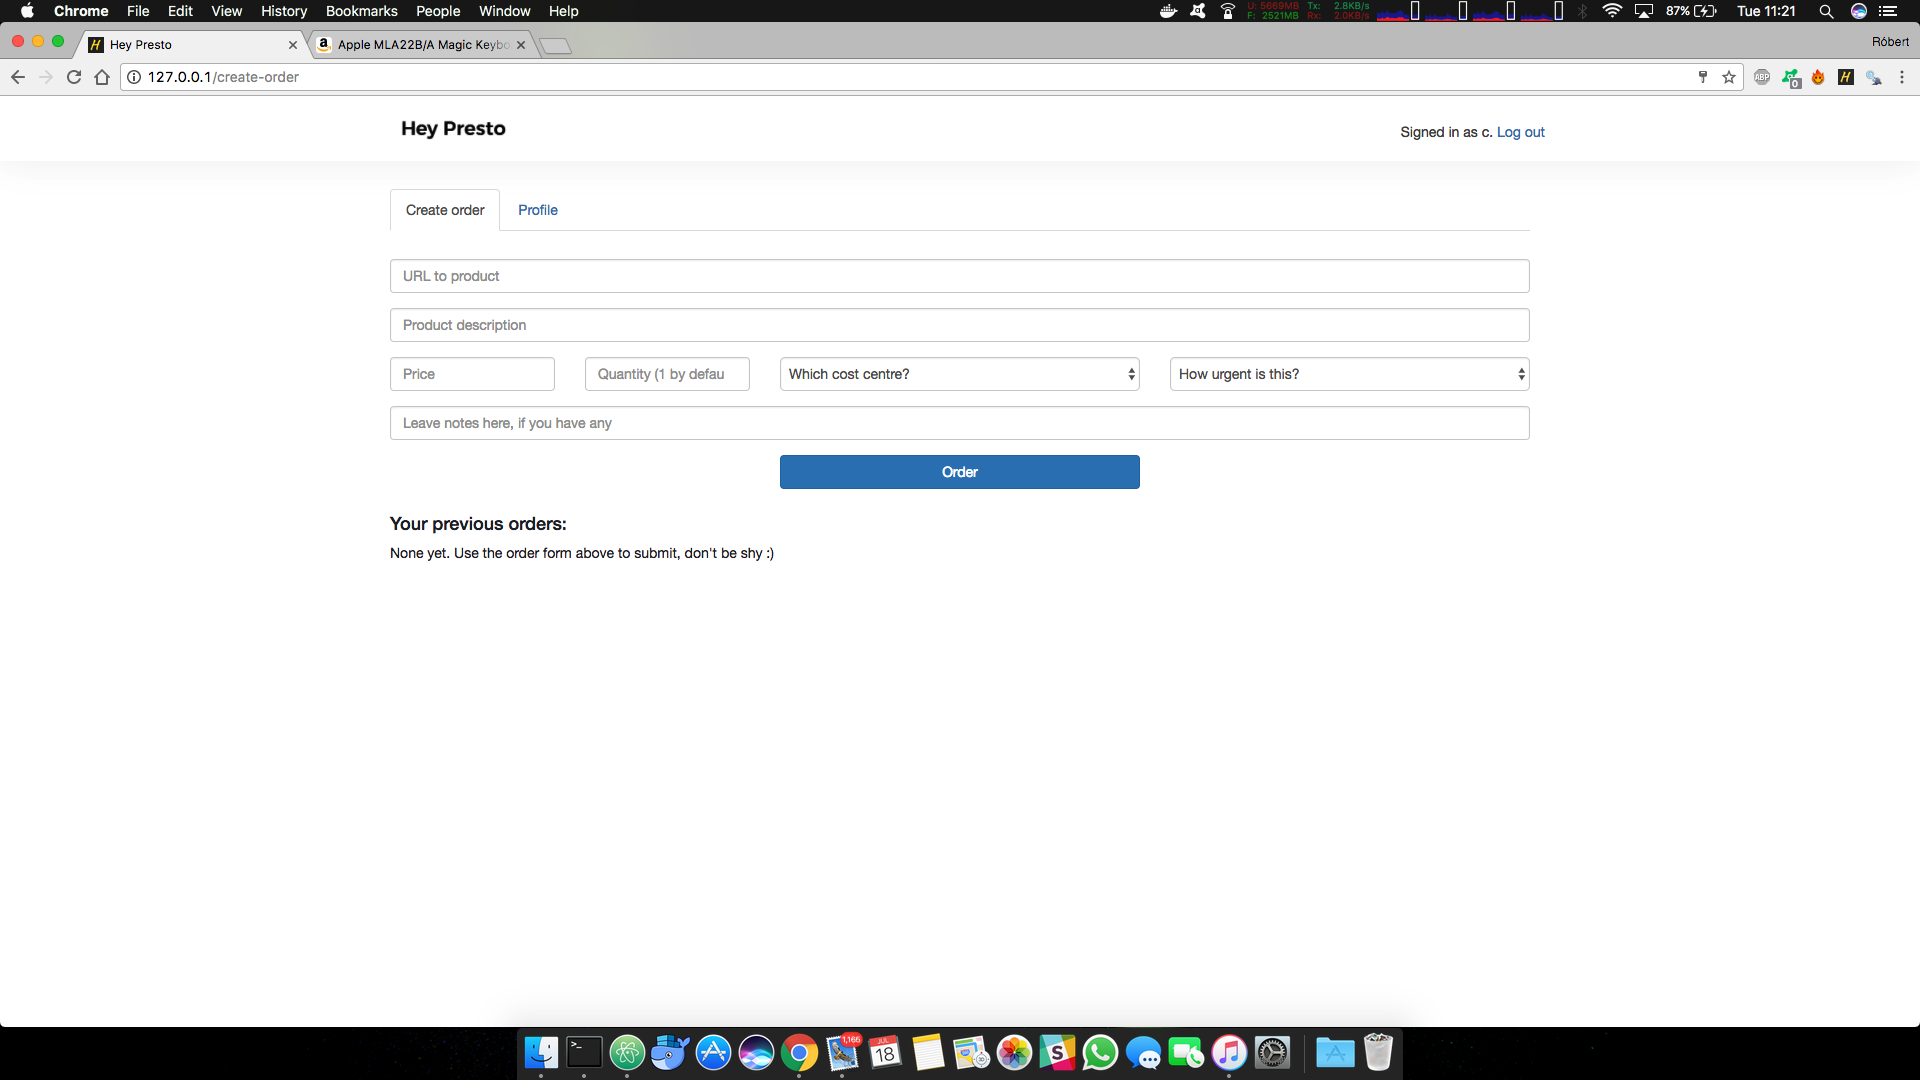 Chrome File Edit View History Bookmarks People Window Help
U: 5669MB Tx: 2.8KB/s
F: 2521MB Rx: 2.0KB/s
87% Tue 11:21
Hey Presto
Apple MLA22B/A Magic Keybo
Róbert
127.0.0.1/create-order
ABP
0
Hey Presto
Signed in as c. Log out
Create order
Profile
URL to product
Product description
Price
Quantity (1 by defau
Which cost centre?
How urgent is this?
Leave notes here, if you have any
Order
Your previous orders:
None yet. Use the order form above to submit, don't be shy :)
1,166
JUL
18